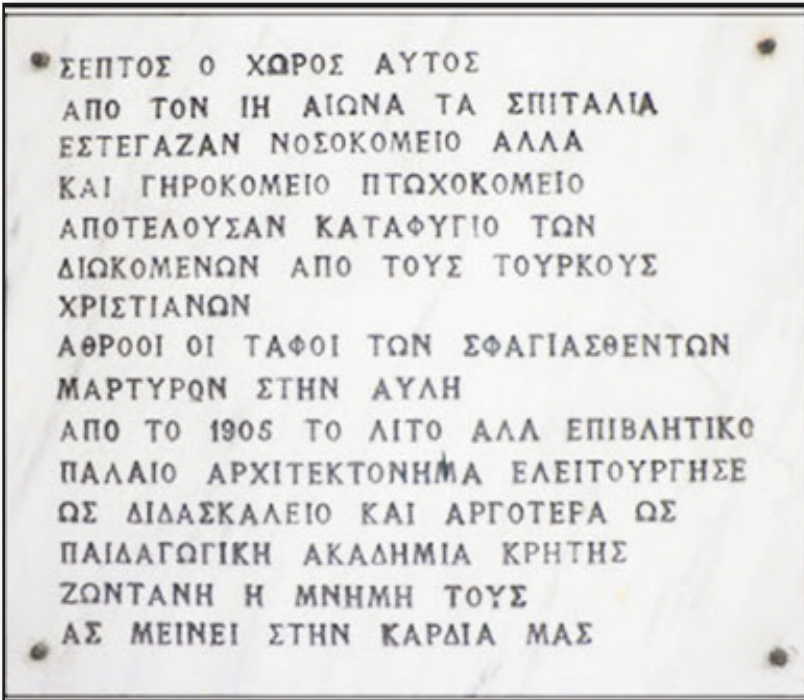 ΣΕΠΤΟΣ Ο ΧΩΡΟΣ ΑΥΤΟΣ
ΑΠΟ ΤΟΝ ΙΗ ΑΙΩΝΑ ΤΑ ΣΠΙΤΑΛΙΑ
ΕΣΤΕΓΑΖΑΝ ΝΟΣΟΚΟΜΕΙΟ ΑΛΛΑ
ΚΑΙ ΓΗΡΟΚΟΜΕΙΟ ΠΤΩΧΟΚΟΜΕΙΟ
ΑΠΟΤΕΛΟΥΣΑΝ ΚΑΤΑΦΥΓΙΟ ΤΩΝ
ΔΙΩΚΟΜΕΝΩΝ ΑΠΟ ΤΟΥΣ ΤΟΥΡΚΟΥΣ
ΧΡΙΣΤΙΑΝΩΝ
ΑΘΡΟΟΙ ΟΙ ΤΑΦΟΙ ΤΩΝ ΣΦΑΓΙΑΣΘΕΝΤΩΝ
ΜΑΡΤΥΡΩΝ ΣΤΗΝ ΑΥΛΗ
ΑΠΟ ΤΟ 1905 ΤΟ ΛΙΤΟ ΑΛΛ ΕΠΙΒΛΗΤΙΚΟ
ΠΑΛΑΙΟ ΑΡΧΙΤΕΚΤΟΝΗΜΑ ΕΛΕΙΤΟΥΡΓΗΣΕ
ΩΣ ΔΙΔΑΣΚΑΛΕΙΟ ΚΑΙ ΑΡΓΟΤΕΡΑ ΩΣ
ΠΑΙΔΑΓΩΓΙΚΗ ΑΚΑΔΗΜΙΑ ΚΡΗΤΗΣ
ΖΩΝΤΑΝΗ Η ΜΝΗΜΗ ΤΟΥΣ
ΑΣ ΜΕΙΝΕΙ ΣΤΗΝ ΚΑΡΔΙΑ ΜΑΣ